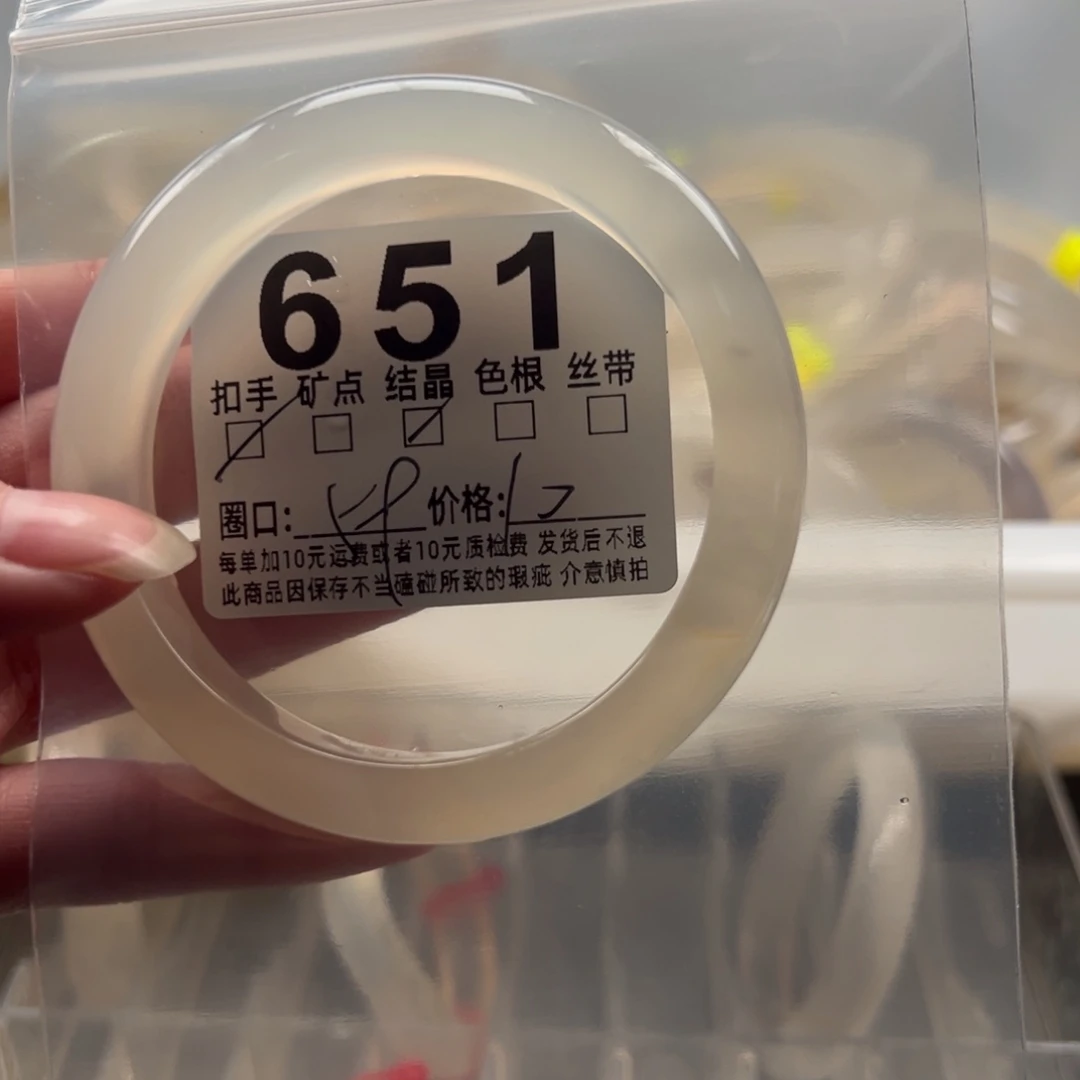 651
扣手 矿点 结晶 色根 丝带
圈口: 价格:
每单加10元运费或者10元质检费 发货后不退
此商品因保存不当磕碰所致的瑕疵 介意慎拍